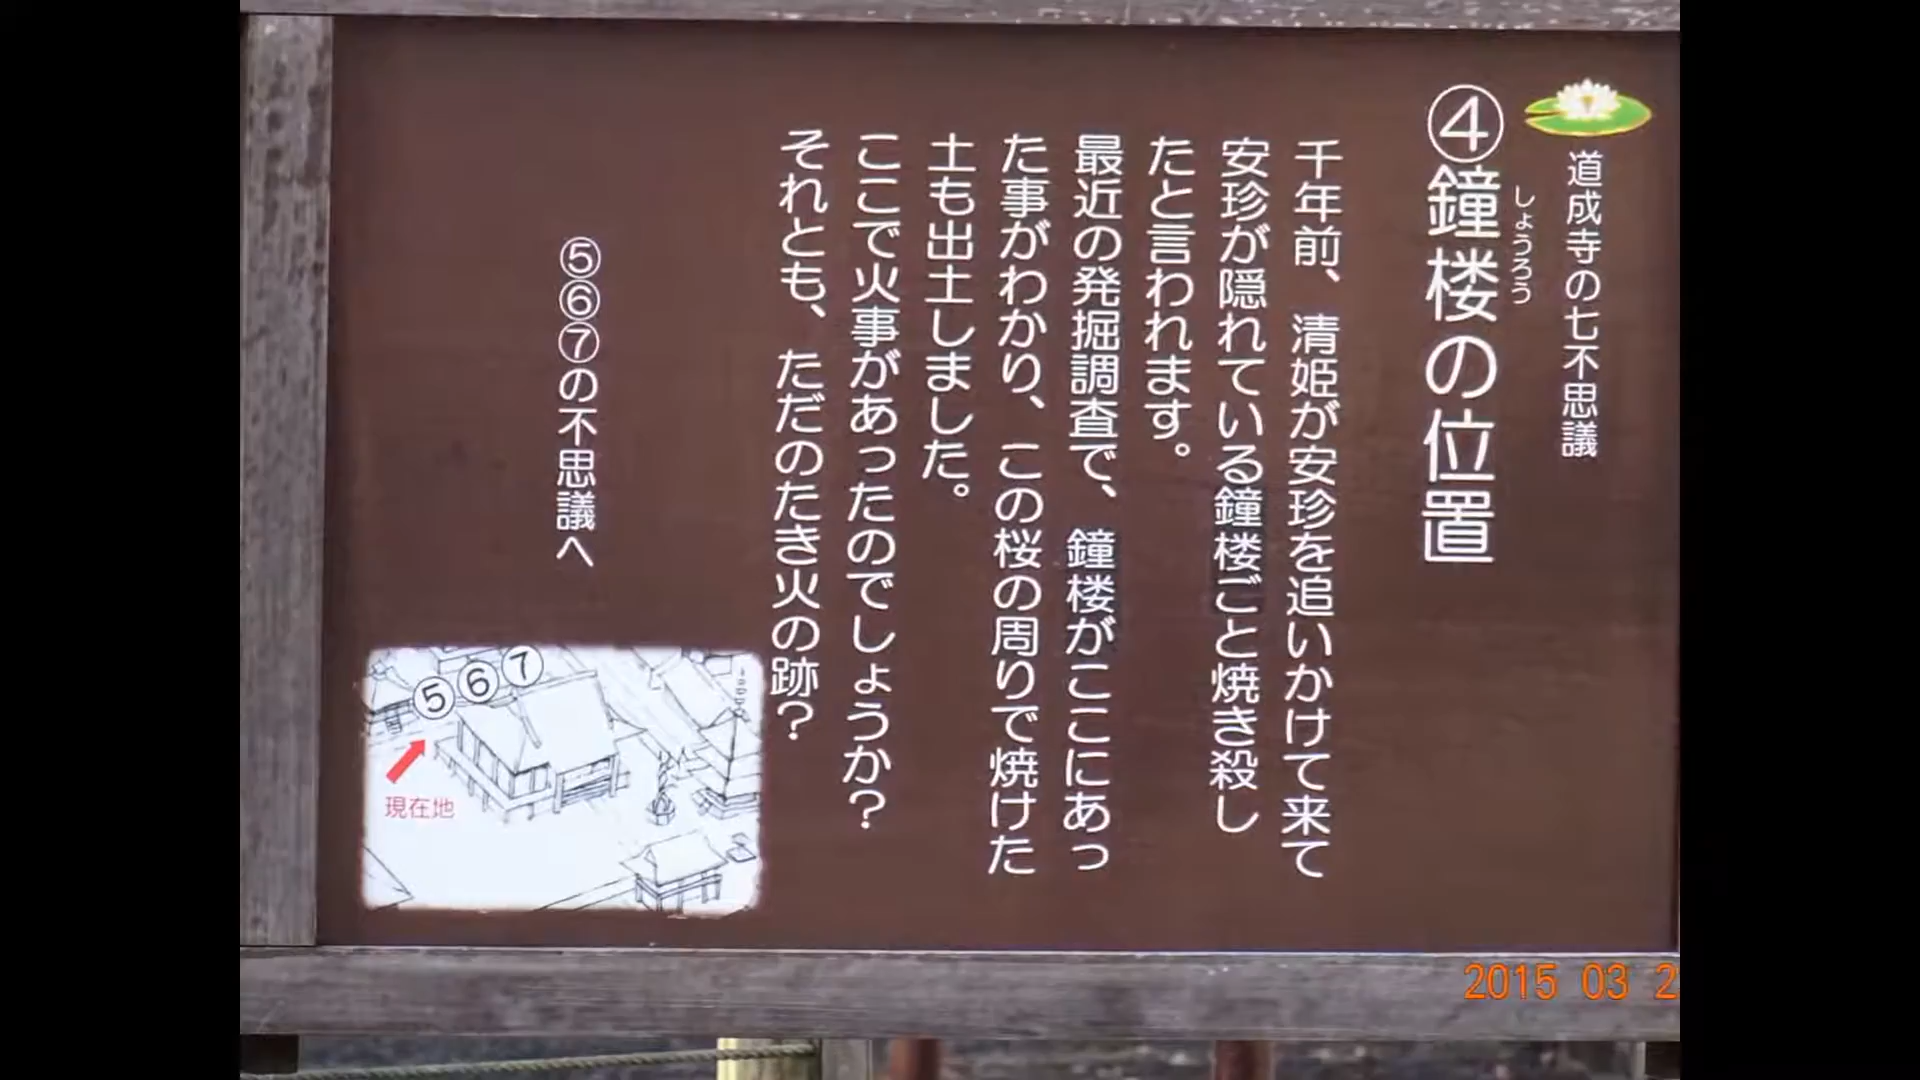 道成寺の七不思議
④鐘楼の位置
しょうろう
千年前、清姫が安珍を追いかけて来て
安珍が隠れている鐘楼ごと焼き殺し
たと言われます。
最近の発掘調査で、鐘楼がここにあっ
た事がわかり、この桜の周りで焼けた
土も出土しました。
ここで火事があったのでしょうか？
それとも、ただのたき火の跡？
⑤⑥⑦の不思議へ
⑤⑥⑦
現在地
2015 03 2